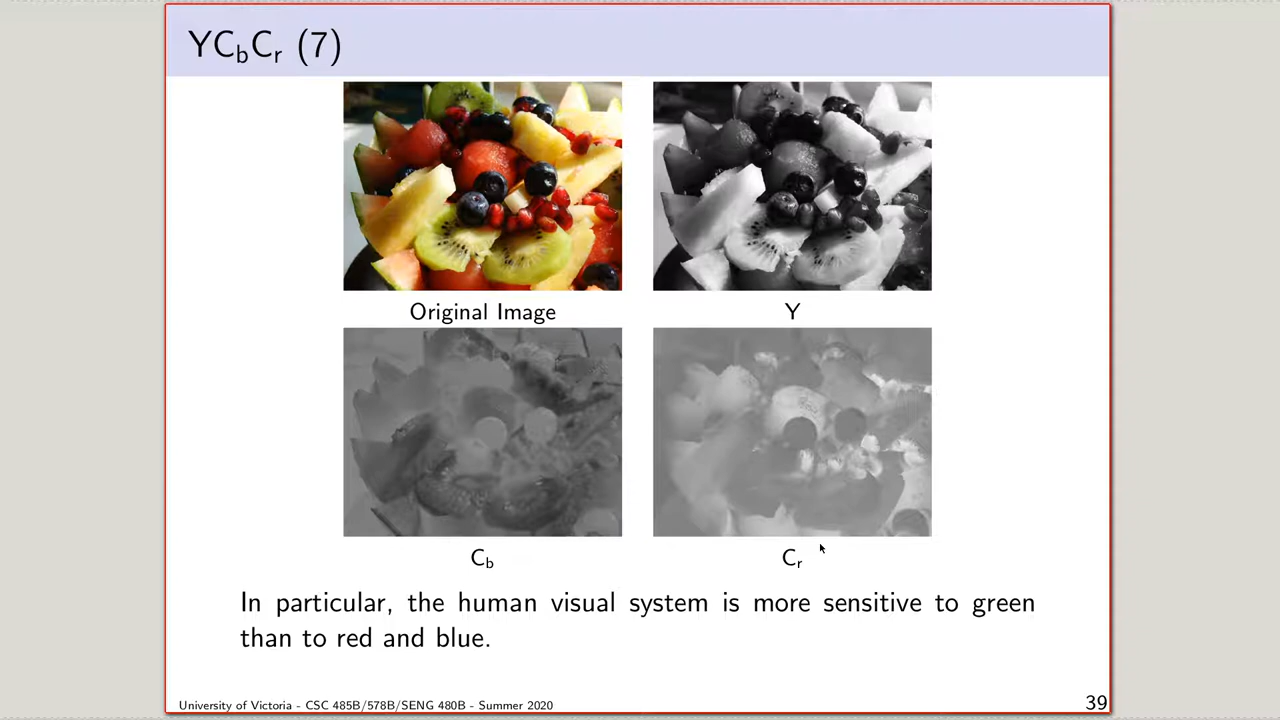 YCbCr (7)
Original Image
Y
Cb
Cr
In particular, the human visual system is more sensitive to green
than to red and blue.
University of Victoria - CSC 485B/578B/SENG 480B - Summer 2020
39